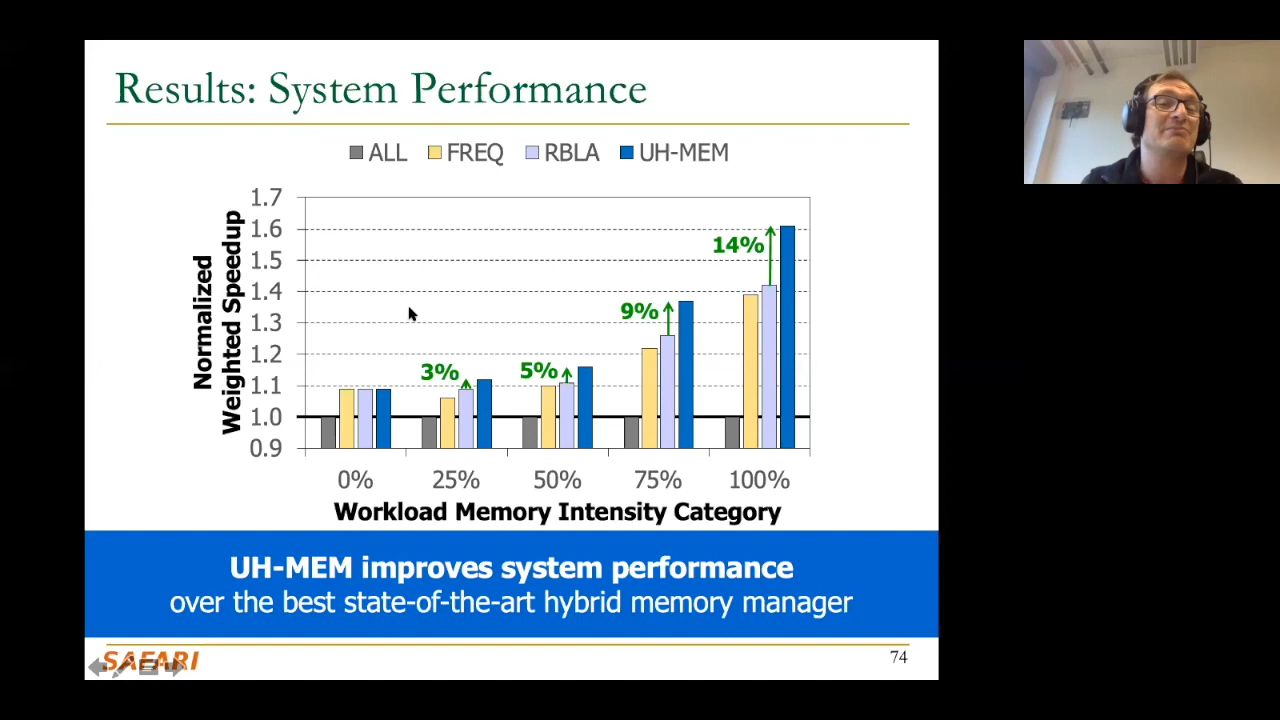 Results: System Performance
ALL FREQ RBLA UH-MEM
Normalized
Weighted Speedup
1.7
1.6
1.5
1.4
1.3
1.2
1.1
1.0
0.9
3%
5%
9%
14%
0% 25% 50% 75% 100%
Workload Memory Intensity Category
UH-MEM improves system performance
over the best state-of-the-art hybrid memory manager
SAFARI
74